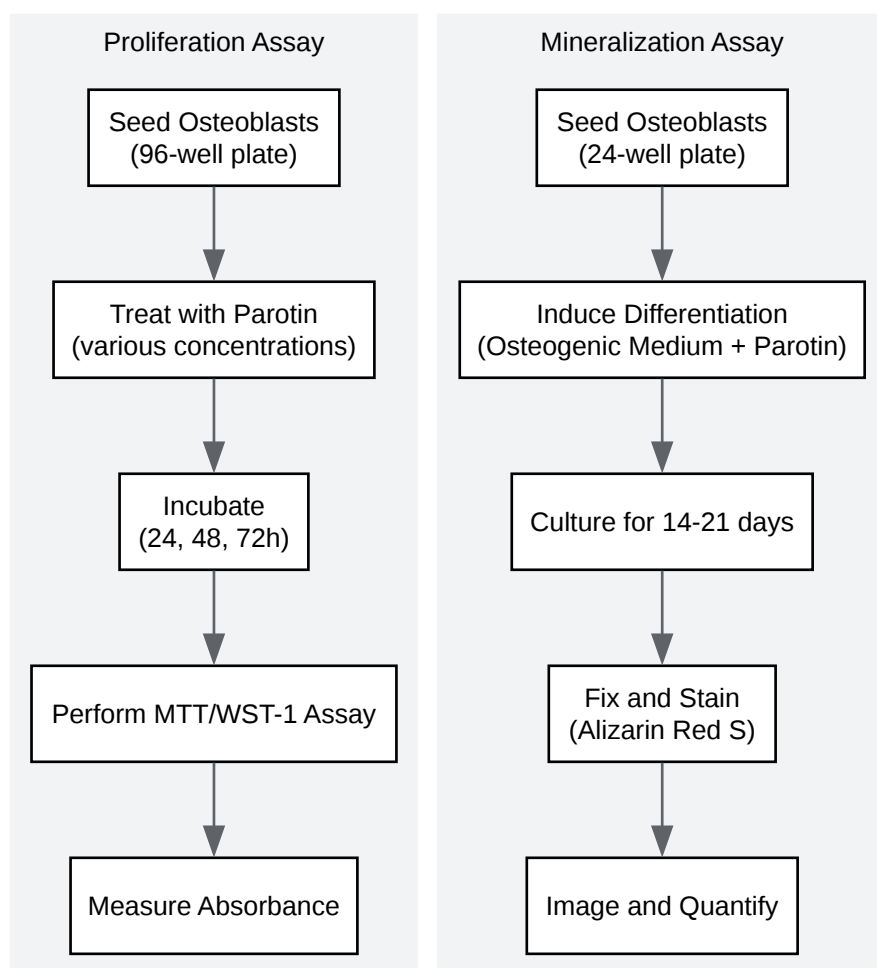 Proliferation Assay
Seed Osteoblasts
(96-well plate)
Treat with Parotin
(various concentrations)
Incubate
(24, 48, 72h)
Perform MTT/WST-1 Assay
Measure Absorbance
Mineralization Assay
Seed Osteoblasts
(24-well plate)
Induce Differentiation
(Osteogenic Medium + Parotin)
Culture for 14-21 days
Fix and Stain
(Alizarin Red S)
Image and Quantify